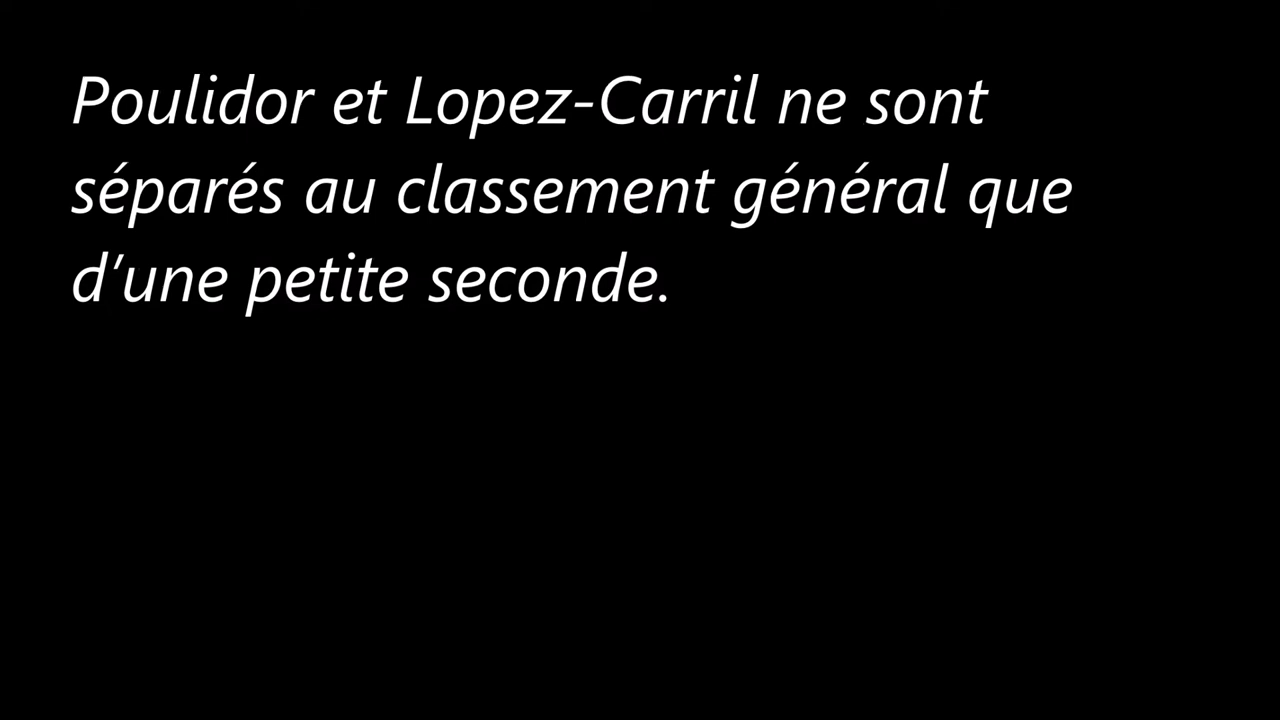 Poulidor et Lopez-Carril ne sont
séparés au classement général que
d’une petite seconde.